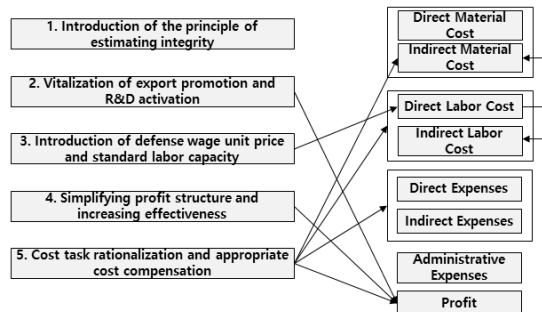 1. Introduction of the principle of
estimating integrity
2. Vitalization of export promotion and
R&D activation
3. Introduction of defense wage unit price
and standard labor capacity
4. Simplifying profit structure and
increasing effectiveness
5. Cost task rationalization and appropriate
cost compensation
Direct Material
Cost
Indirect Material
Cost
Direct Labor Cost
Indirect Labor
Cost
Direct Expenses
Indirect Expenses
Administrative
Expenses
Profit